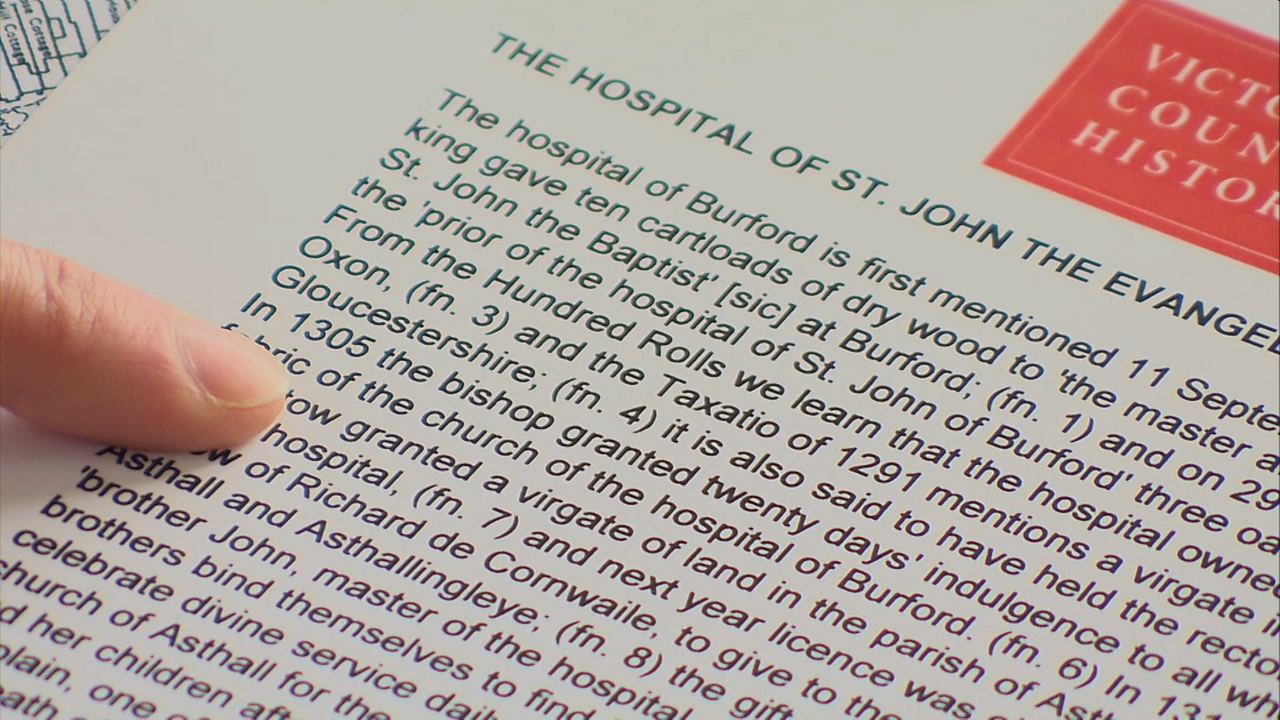 THE HOSPITAL OF ST. JOHN THE EVANGEL
The hospital of Burford is first mentioned 11 Septe
king gave ten cartloads of dry wood to 'the master a
St. John the Baptist' [sic] at Burford; (fn. 1) and on 29
the 'prior of the hospital of St. John of Burford' three oa
From the Hundred Rolls we learn that the hospital owne
Oxon, (fn. 3) and the Taxatio of 1291 mentions a virgate i
Gloucestershire; (fn. 4) it is also said to have held the recto
In 1305 the bishop granted twenty days' indulgence to all wh
fabric of the church of the hospital of Burford. (fn. 6) In 13
tow granted a virgate of land in the parish of Ast
hospital, (fn. 7) and next year licence was
ow of Richard de Cornwaile, to give to the
Asthall and Asthallingleye; (fn. 8) the gift
'brother John, master of the hospital
brothers bind themselves to find
celebrate divine service dail
church of Asthall for the
d her children aft
plain, one of
VICTO
COUN
HISTOR